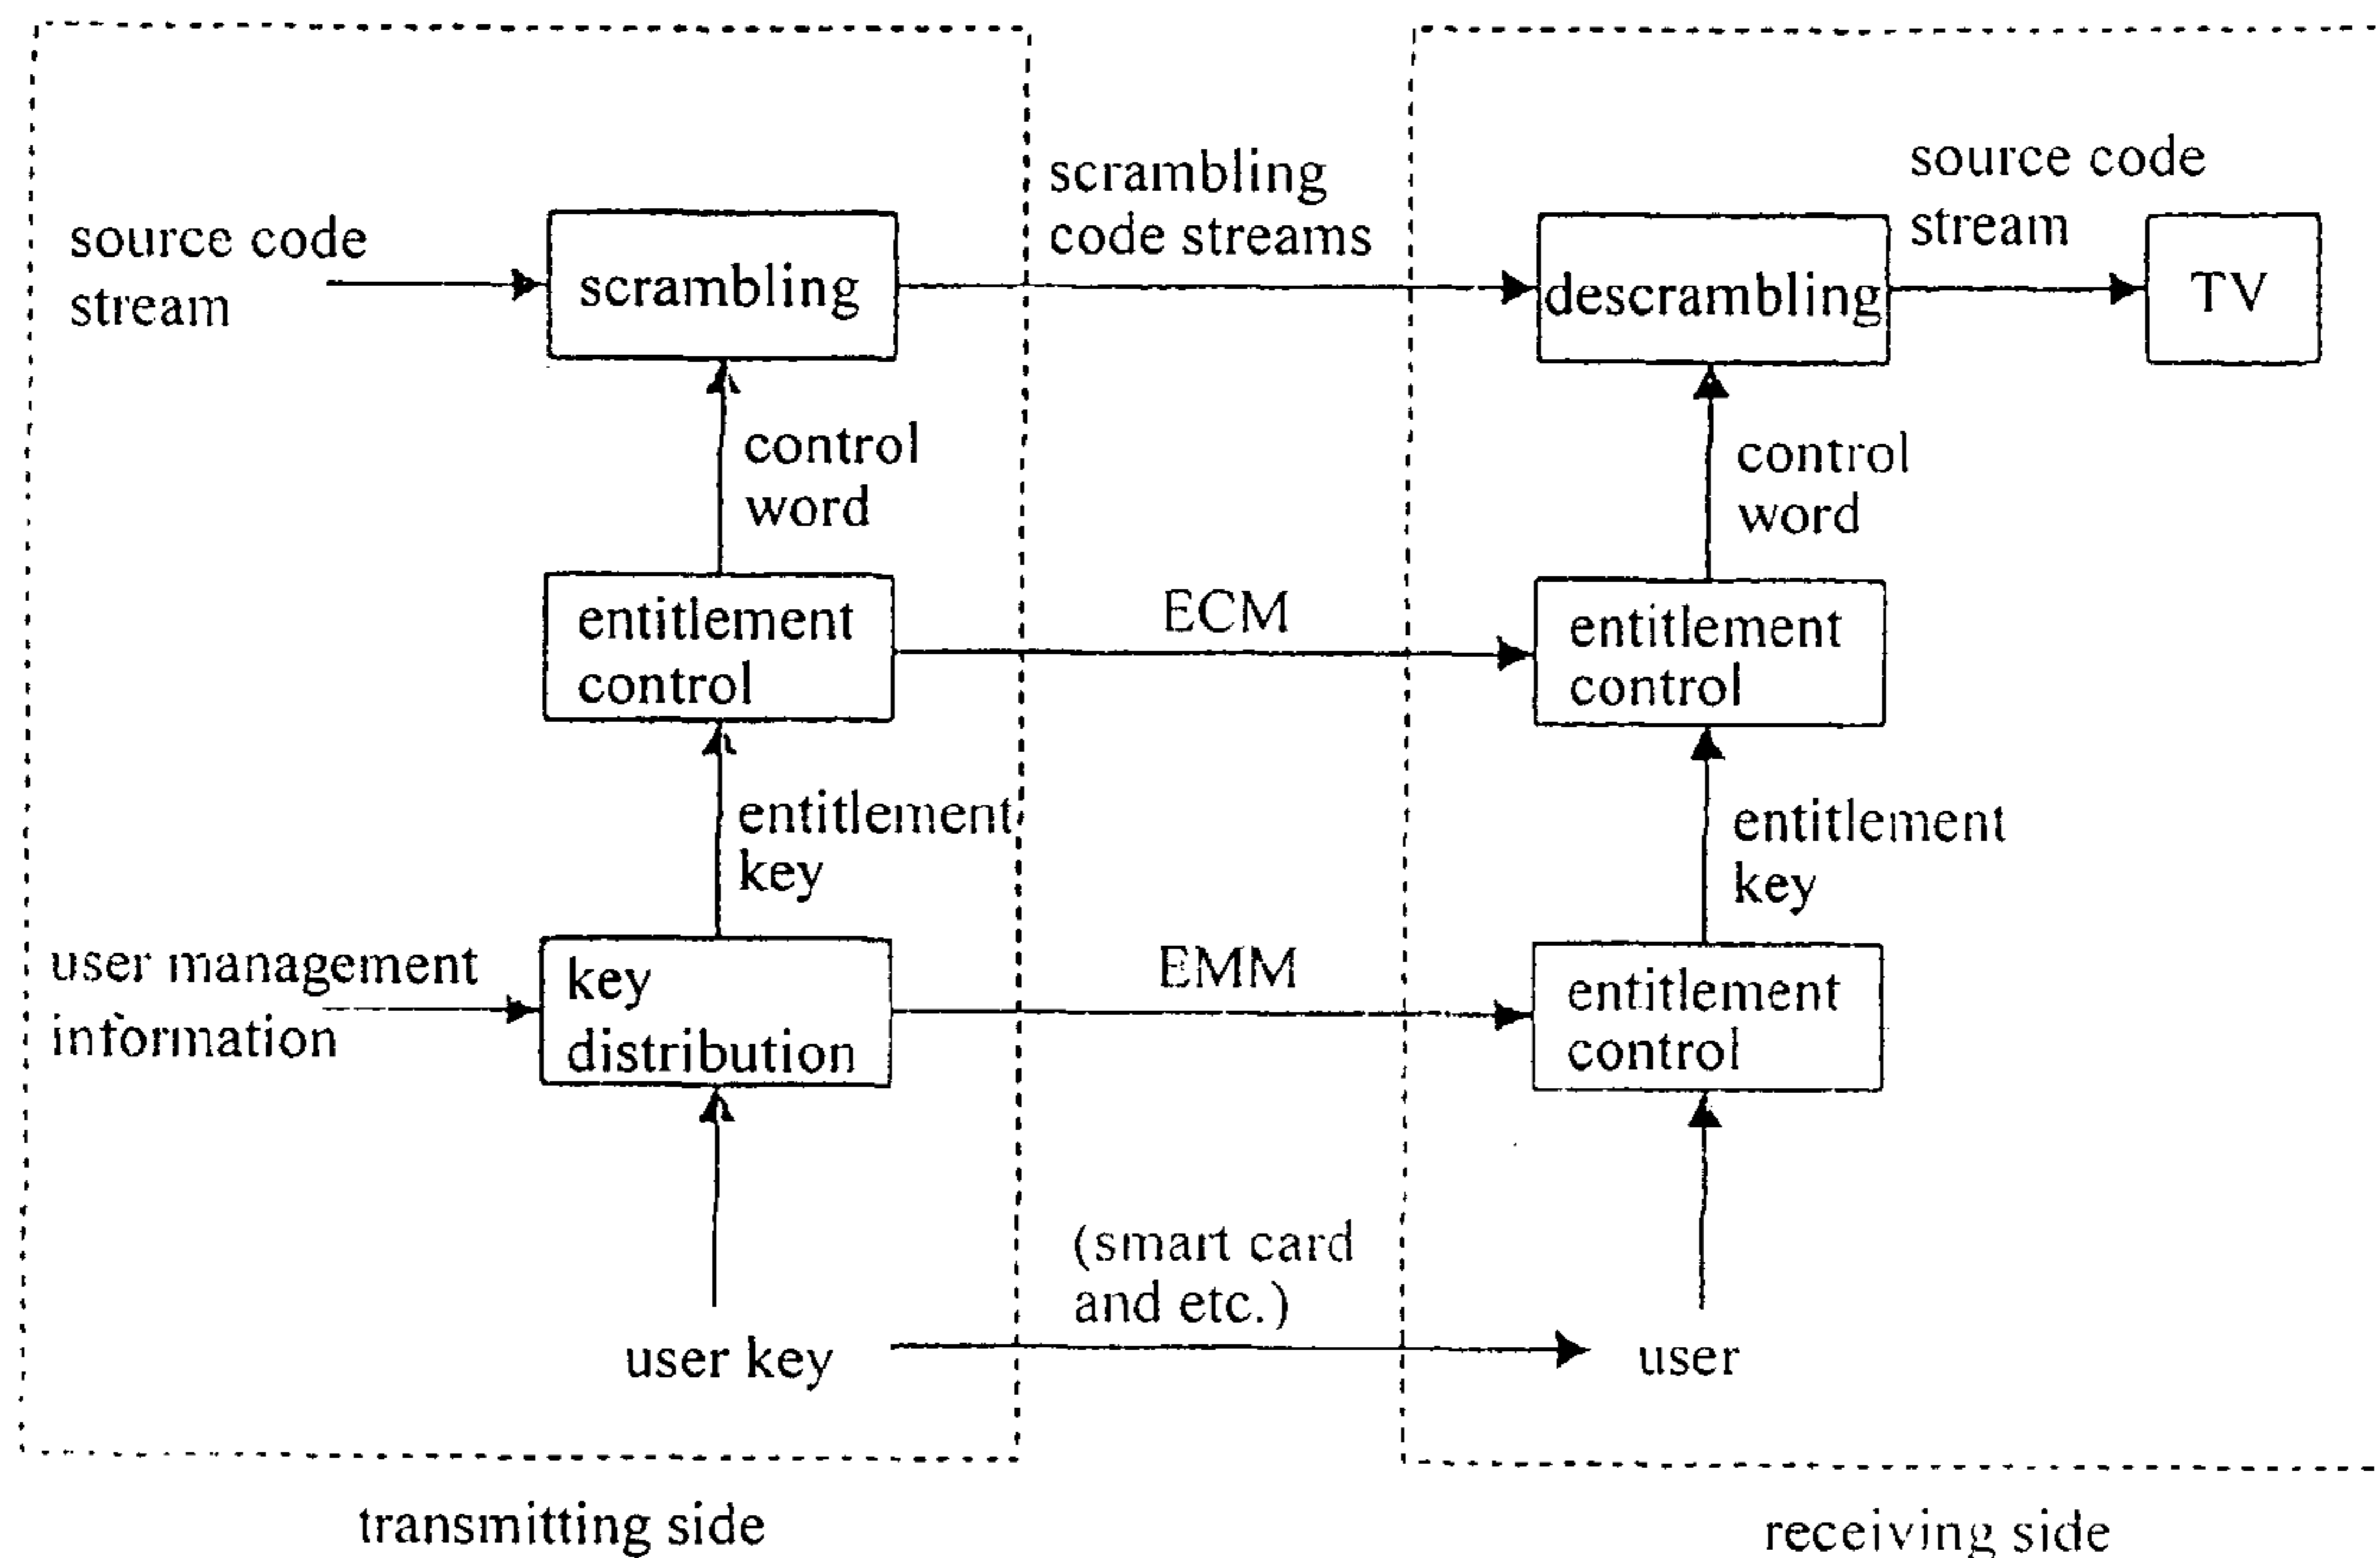 source code
stream
scrambling
scrambling
code streams
descrambling
source code
stream
TV
control
word
control
word
entitlement
control
ECM
entitlement
control
entitlement
key
entitlement
key
user management
information
key
distribution
EMM
entitlement
control
(smart card
and etc.)
user key
user
transmitting side
receiving side